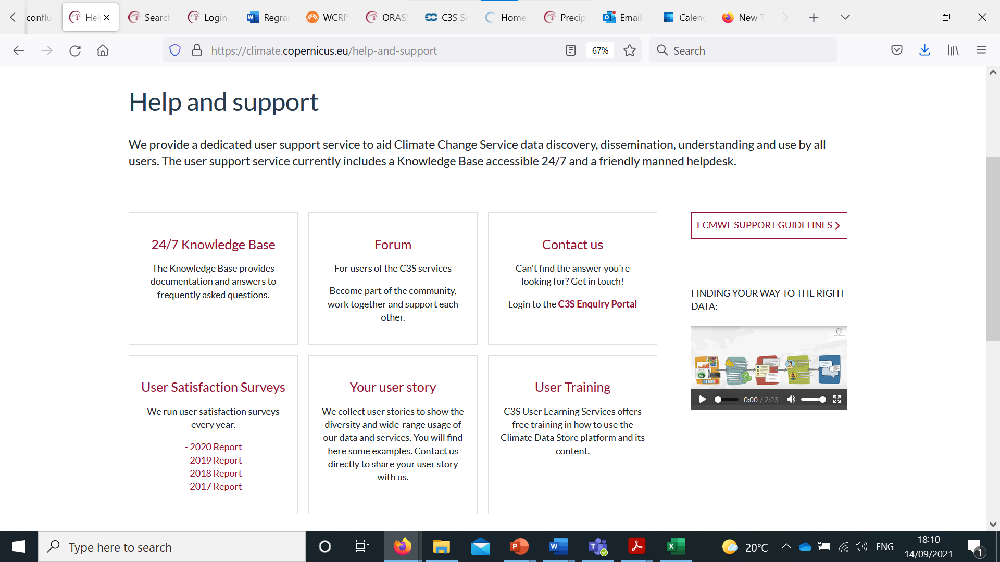 conflu
Hel
Search
Login
Regra
WCRP
ORAS
C3S Se
Home
Precip
Email
Calenc
New T
https://climate.copernicus.eu/help-and-support
67%
Search
Help and support
We provide a dedicated user support service to aid Climate Change Service data discovery, dissemination, understanding and use by all
users. The user support service currently includes a Knowledge Base accessible 24/7 and a friendly manned helpdesk.
24/7 Knowledge Base
The Knowledge Base provides
documentation and answers to
frequently asked questions.
Forum
For users of the C3S services
Become part of the community,
work together and support each
other.
Contact us
Can't find the answer you're
looking for? Get in touch!
Login to the C3S Enquiry Portal
ECMWF SUPPORT GUIDELINES
FINDING YOUR WAY TO THE RIGHT
DATA:
0:00 / 2:23
User Satisfaction Surveys
We run user satisfaction surveys
every year.
- 2020 Report
- 2019 Report
- 2018 Report
- 2017 Report
Your user story
We collect user stories to show the
diversity and wide-range usage of
our data and services. You will find
here some examples. Contact us
directly to share your user story
with us.
User Training
C3S User Learning Services offers
free training in how to use the
Climate Data Store platform and its
content.
Type here to search
20°C
ENG
18:10
14/09/2021
1